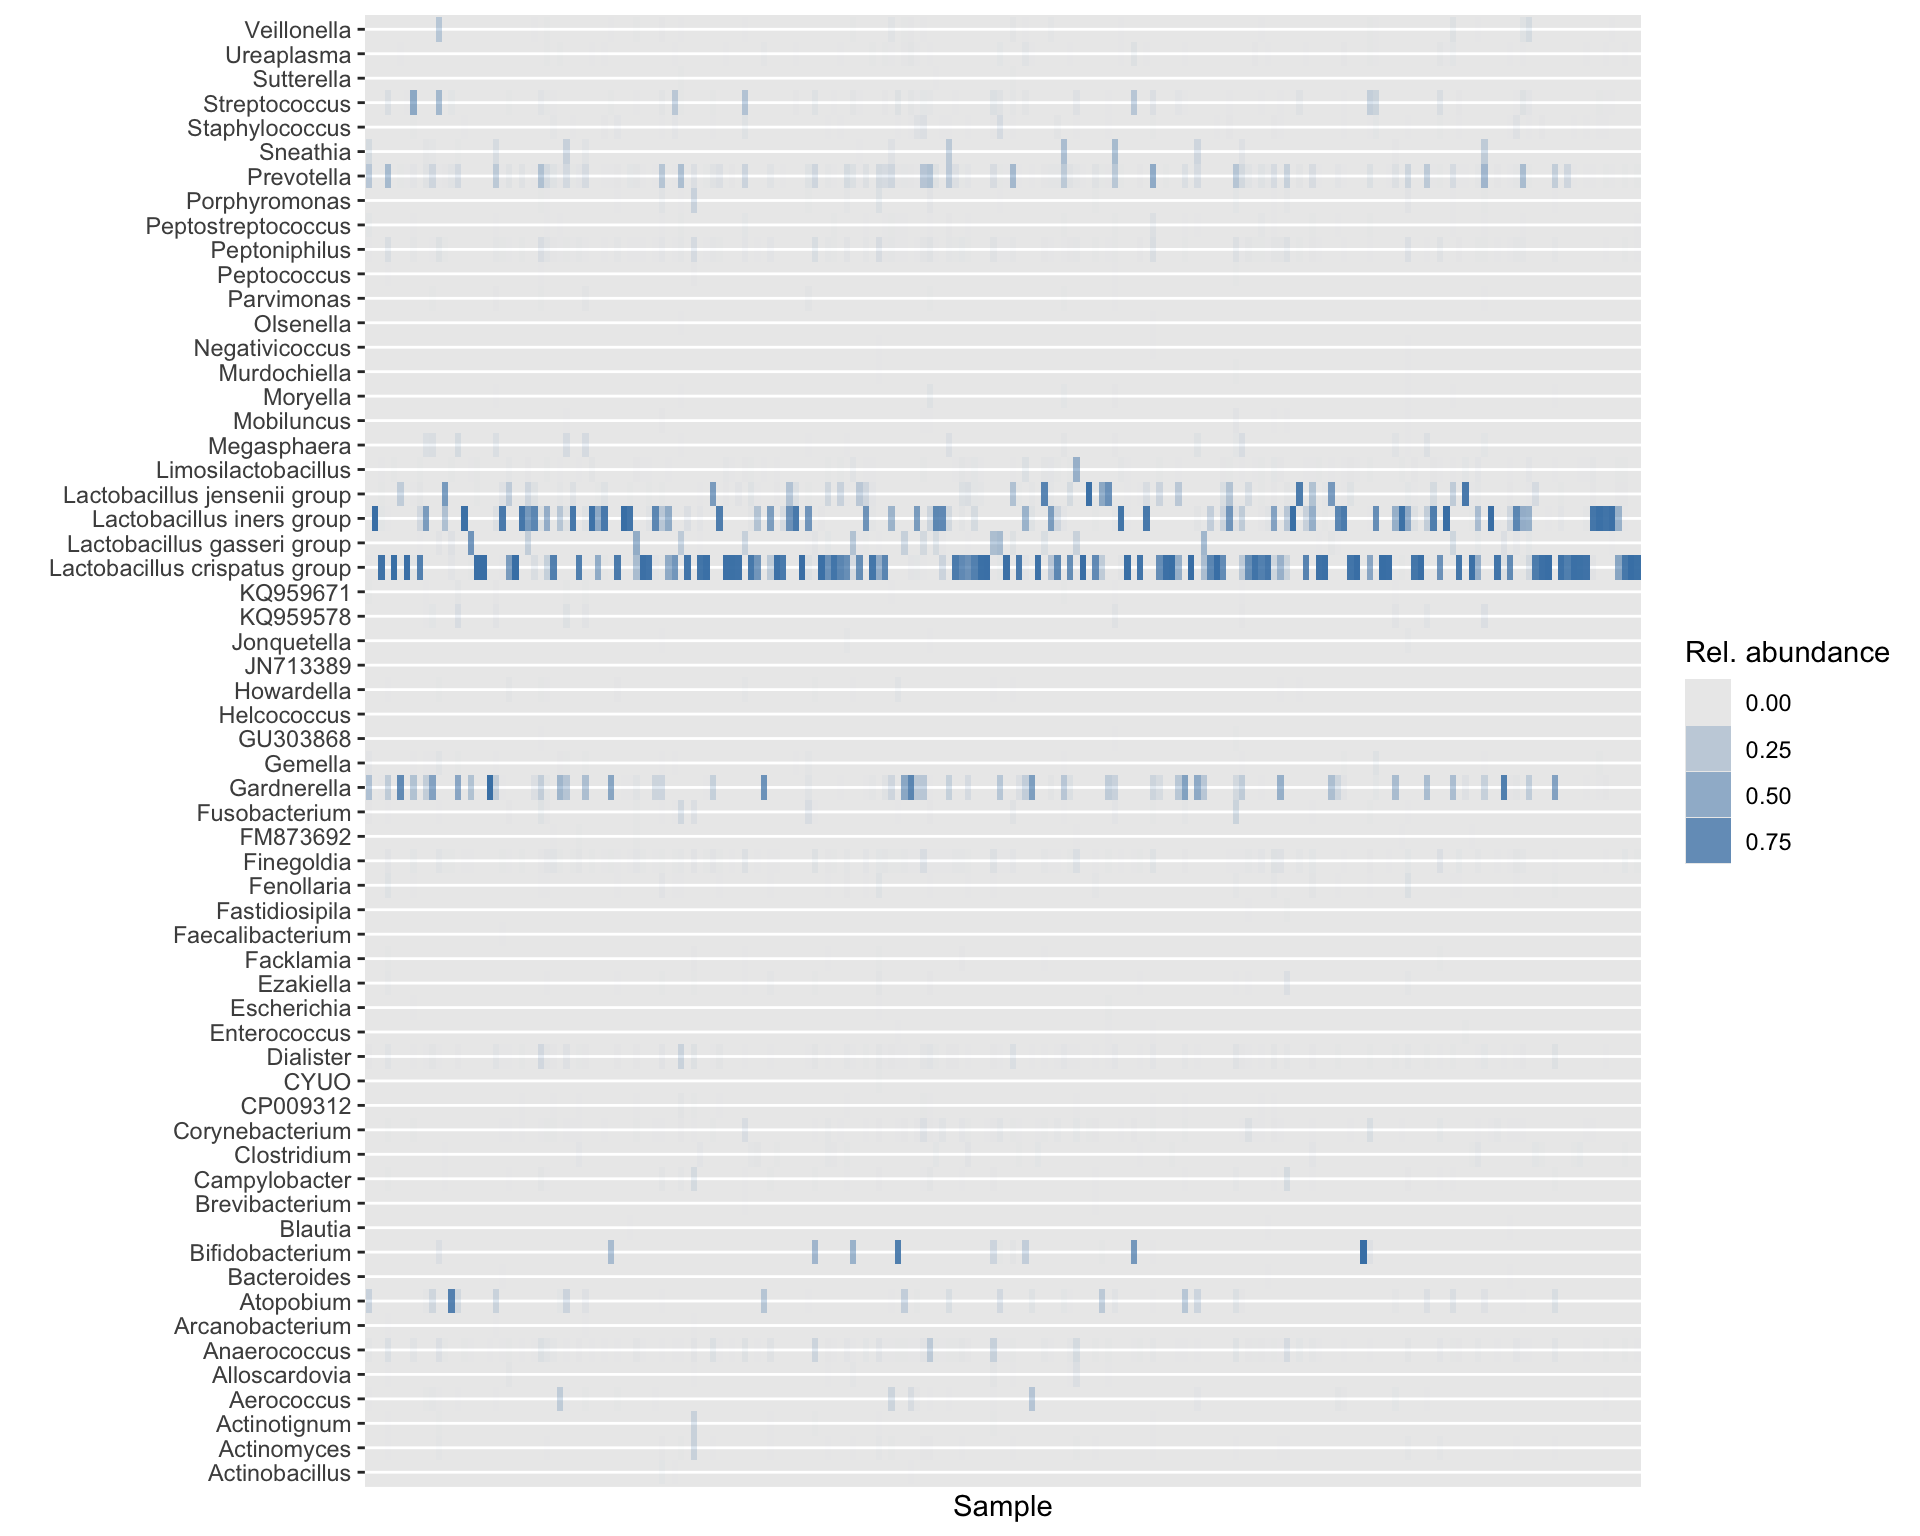 Veillonella
Ureaplasma
Sutterella
Streptococcus
Staphylococcus
Sneathia
Prevotella
Porphyromonas
Peptostreptococcus
Peptoniphilus
Peptococcus
Parvimonas
Olsenella
Negativicoccus
Murdochiella
Moryella
Mobiluncus
Megasphaera
Limosilactobacillus
Lactobacillus jensenii group
Lactobacillus iners group
Lactobacillus gasseri group
Lactobacillus crispatus group
KQ959671
KQ959578
Jonquetella
JN713389
Howardella
Helcococcus
GU303868
Gemella
Gardnerella
Fusobacterium
FM873692
Finegoldia
Fenollaria
Fastidiosipila
Faecalibacterium
Facklamia
Ezakiella
Escherichia
Enterococcus
Dialister
CYUO
CP009312
Corynebacterium
Clostridium
Campylobacter
Brevibacterium
Blautia
Bifidobacterium
Bacteroides
Atopobium
Arcanobacterium
Anaerococcus
Alloscardovia
Aerococcus
Actinotignum
Actinomyces
Actinobacillus
Sample
Rel. abundance
0.00
0.25
0.50
0.75